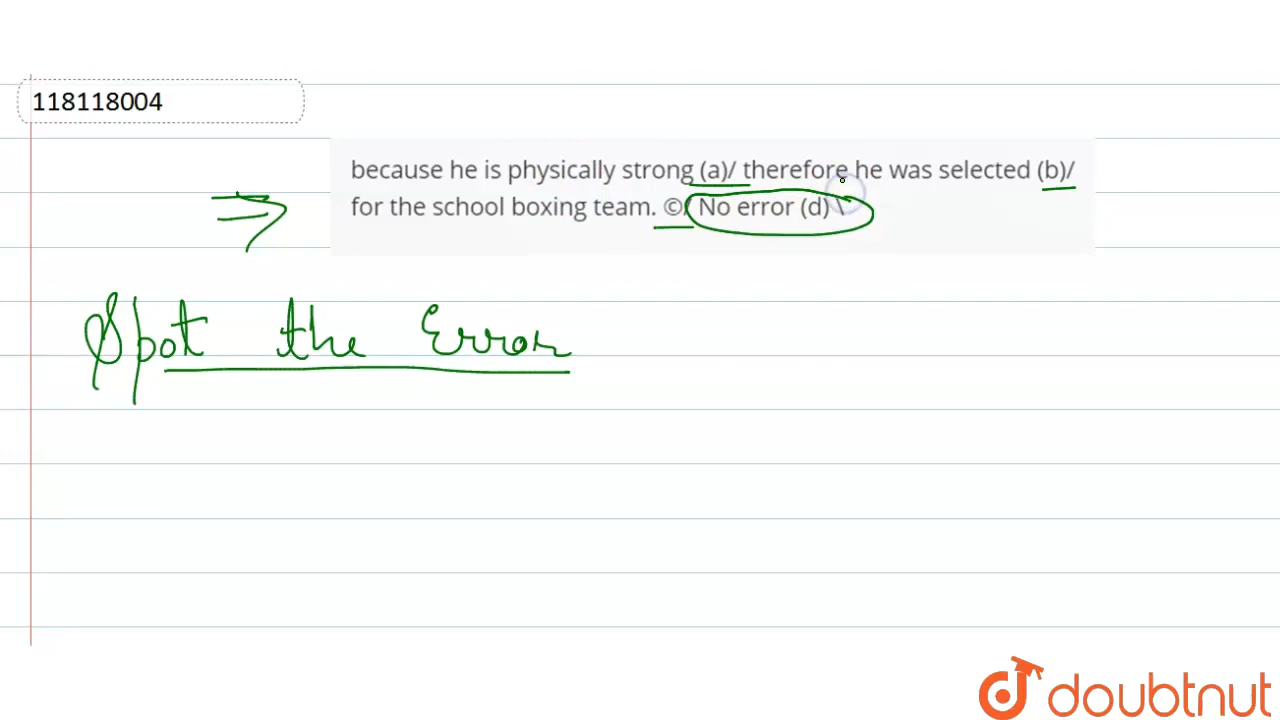 118118004
because he is physically strong (a)/ therefore he was selected (b)/
for the school boxing team. ©/ No error (d) \
Spot the Error
doubtnut